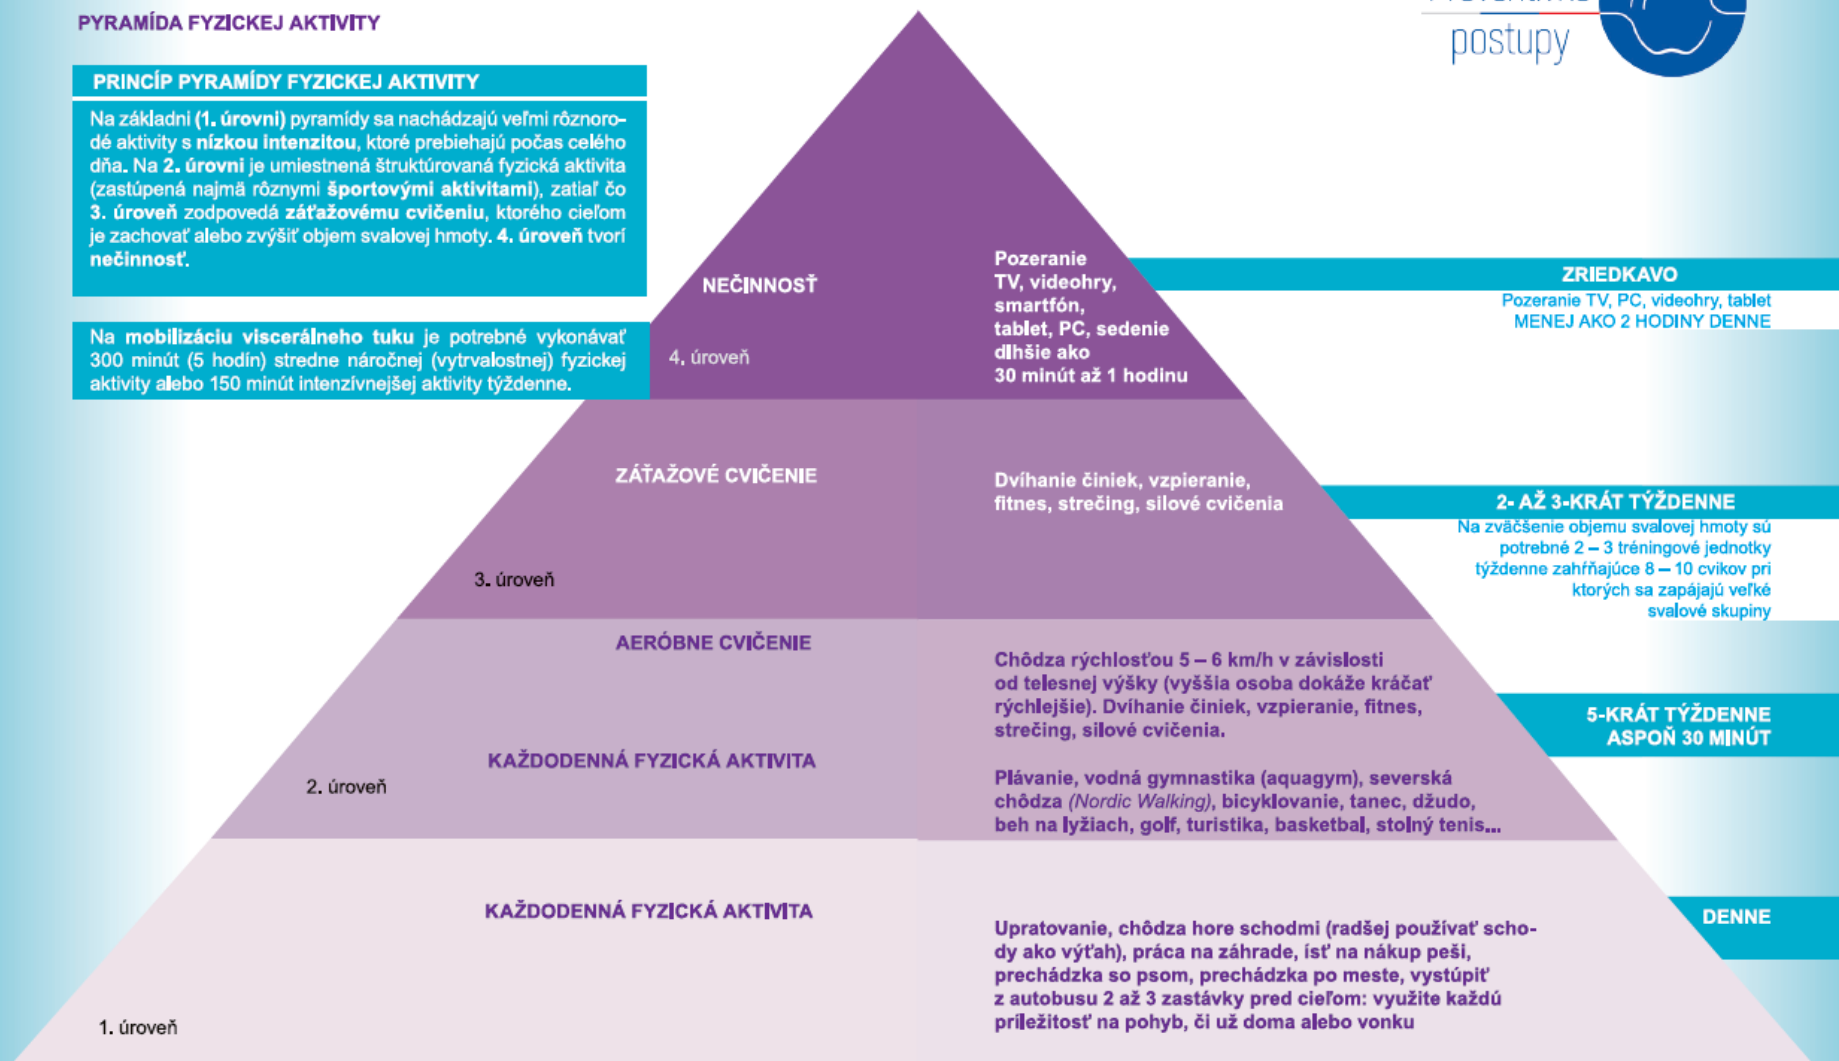 PYRAMÍDA FYZICKEJ AKTIVITY
postupy
PRINCÍP PYRAMÍDY FYZICKEJ AKTIVITY
Na základni (1. úrovni) pyramídy sa nachádzajú veľmi rôznoro-
dé aktivity s nízkou intenzitou, ktoré prebiehajú počas celého
dňa. Na 2. úrovni je umiestnená štruktúrovaná fyzická aktivita
(zastúpená najmä rôznymi športovými aktivitami), zatiaľ čo
3. úroveň zodpovedá záťažovému cvičeniu, ktorého cieľom
je zachovať alebo zvýšiť objem svalovej hmoty. 4. úroveň tvorí
nečinnosť.
Na mobilizáciu viscerálneho tuku je potrebné vykonávať
300 minút (5 hodín) stredne náročnej (vytrvalostnej) fyzickej
aktivity alebo 150 minút intenzívnejšej aktivity týždenne.
NEČINNOSŤ
4. úroveň
Pozeranie
TV, videohry,
smartfón,
tablet, PC, sedenie
dlhšie ako
30 minút až 1 hodinu
ZRIEDKAVO
Pozeranie TV, PC, videohry, tablet
MENEJ AKO 2 HODINY DENNE
ZÁŤAŽOVÉ CVIČENIE
3. úroveň
Dvíhanie činiek, vzpieranie,
fitnes, strečing, silové cvičenia
2- AŽ 3-KRÁT TÝŽDENNE
Na zväčšenie objemu svalovej hmoty sú
potrebné 2 – 3 tréningové jednotky
týždenne zahŕňajúce 8 – 10 cvikov pri
ktorých sa zapájajú veľké
svalové skupiny
AERÓBNE CVIČENIE
KAŽDODENNÁ FYZICKÁ AKTIVITA
2. úroveň
Chôdza rýchlosťou 5 – 6 km/h v závislosti
od telesnej výšky (vyššia osoba dokáže kráčať
rýchlejšie). Dvíhanie činiek, vzpieranie, fitnes,
strečing, silové cvičenia.
Plávanie, vodná gymnastika (aquagym), severská
chôdza (Nordic Walking), bicyklovanie, tanec, džudo,
beh na lyžiach, golf, turistika, basketbal, stolný tenis...
5-KRÁT TÝŽDENNE
ASPOŇ 30 MINÚT
KAŽDODENNÁ FYZICKÁ AKTIVITA
1. úroveň
Upratovanie, chôdza hore schodmi (radšej používať scho-
dy ako výťah), práca na záhrade, ísť na nákup peši,
prechádzka so psom, prechádzka po meste, vystúpiť
z autobusu 2 až 3 zastávky pred cieľom: využite každú
príležitosť na pohyb, či už doma alebo vonku
DENNE